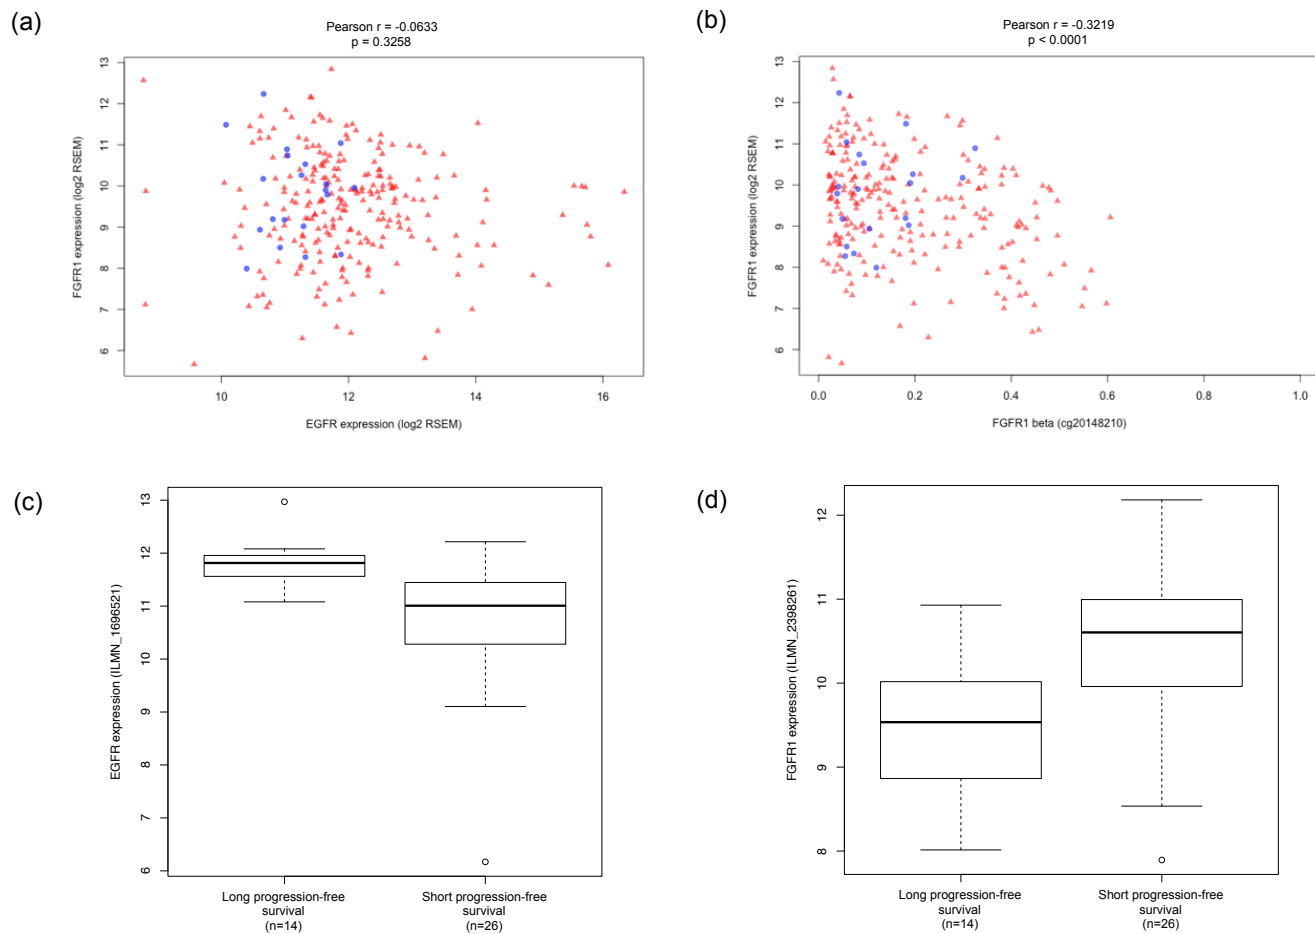 (a)
Pearson r = -0.0633
p = 0.3258
FGFR1 expression (log2 RSEM)
13
12
11
10
9
8
7
6
10
12
14
16
EGFR expression (log2 RSEM)
(b)
Pearson r = -0.3219
p < 0.0001
FGFR1 expression (log2 RSEM)
13
12
11
10
9
8
7
6
0.0
0.2
0.4
0.6
0.8
1.0
FGFR1 beta (cg20148210)
(c)
EGFR expression (ILMN_1696521)
13
12
11
10
9
8
7
6
Long progression-free
survival
(n=14)
Short progression-free
survival
(n=26)
(d)
FGFR1 expression (ILMN_2398261)
12
11
10
9
8
Long progression-free
survival
(n=14)
Short progression-free
survival
(n=26)